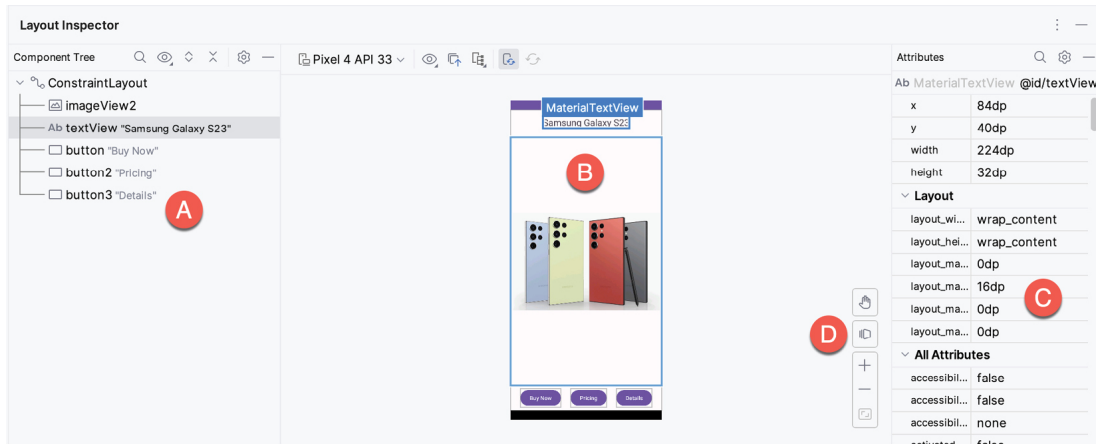 Layout Inspector
Component Tree
ConstraintLayout
imageView2
Ab textView "Samsung Galaxy S23"
button "Buy Now"
button2 "Pricing"
button3 "Details"
A
Pixel 4 API 33
MaterialTextView
Samsung Galaxy S23
B
Buy Now Pricing Details
D
Attributes
Ab MaterialTextView @id/textView
x 84dp
y 40dp
width 224dp
height 32dp
Layout
layout_wi... wrap_content
layout_hei... wrap_content
layout_ma... 0dp
layout_ma... 16dp
layout_ma... 0dp
layout_ma... 0dp
C
All Attributes
accessibil... false
accessibil... false
accessibil... none
activated false